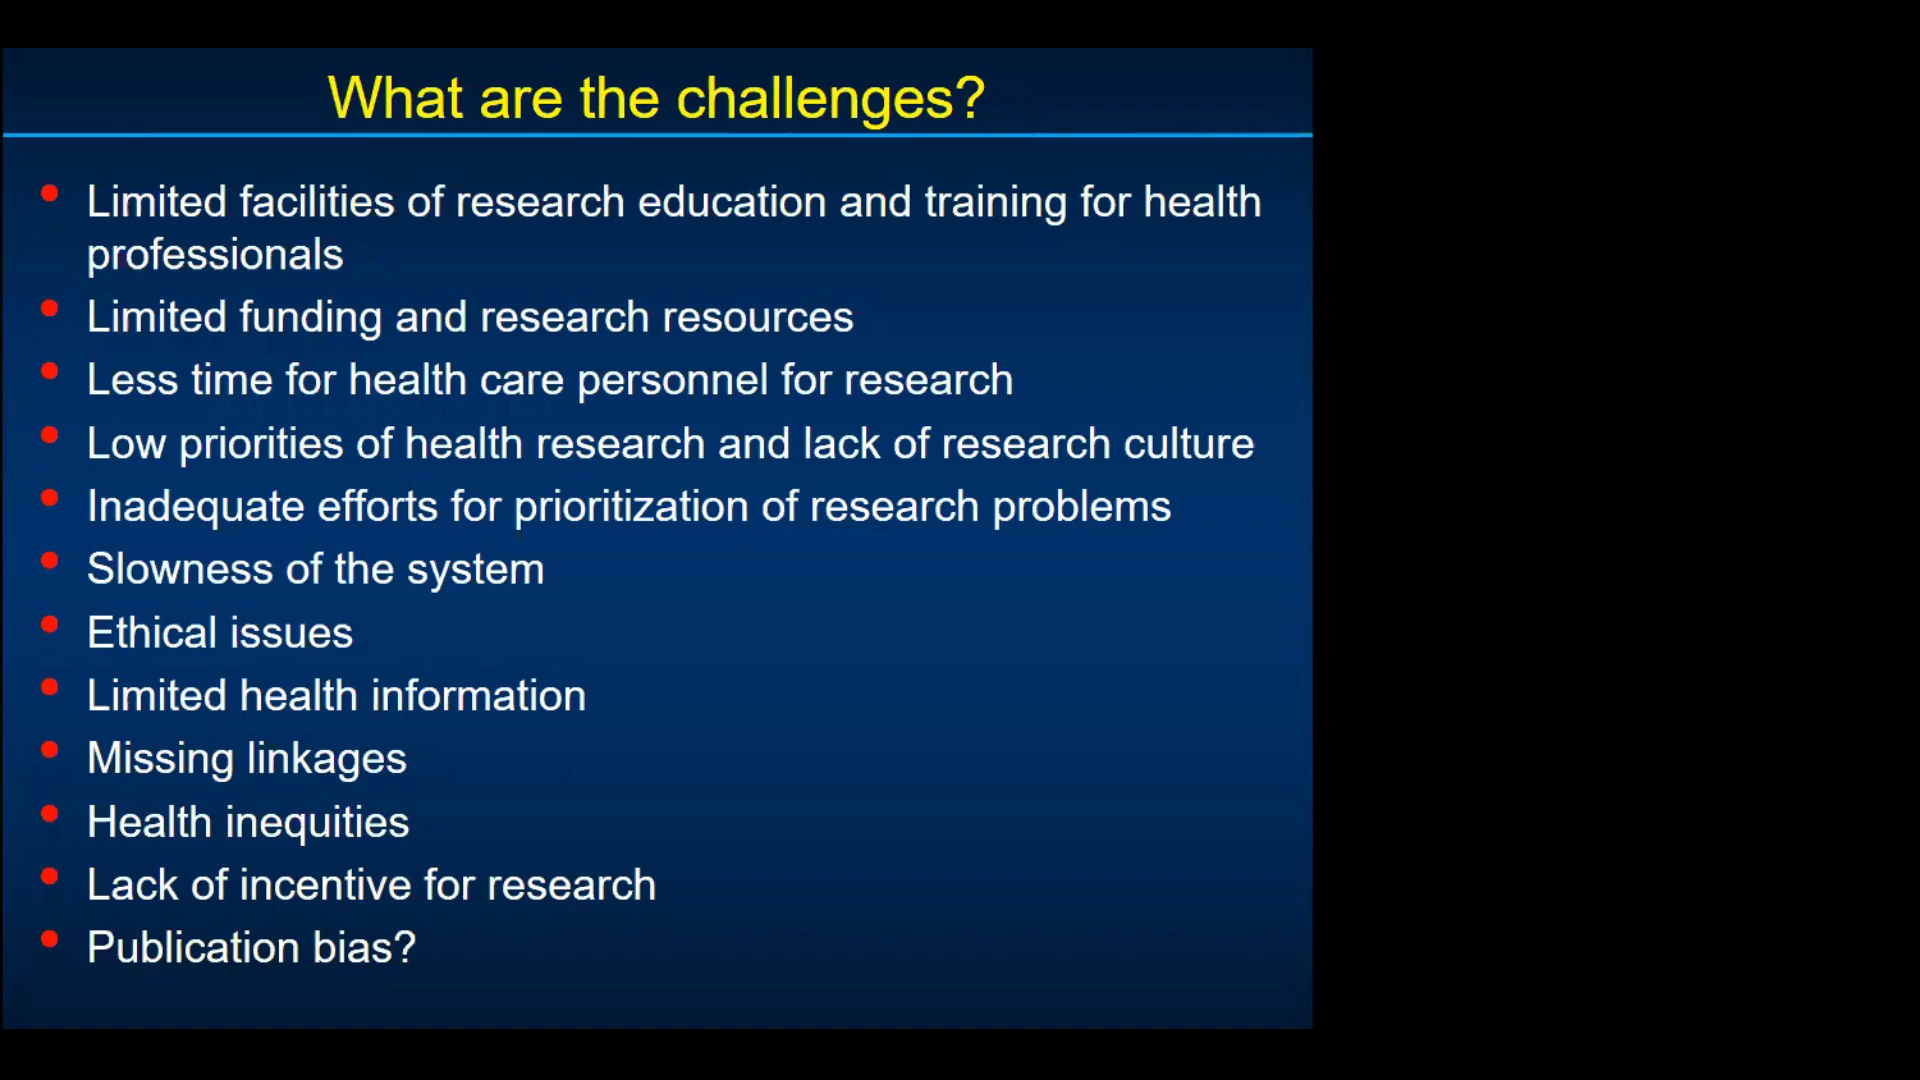 What are the challenges?
• Limited facilities of research education and training for health
professionals
• Limited funding and research resources
• Less time for health care personnel for research
• Low priorities of health research and lack of research culture
• Inadequate efforts for prioritization of research problems
• Slowness of the system
• Ethical issues
• Limited health information
• Missing linkages
• Health inequities
• Lack of incentive for research
• Publication bias?